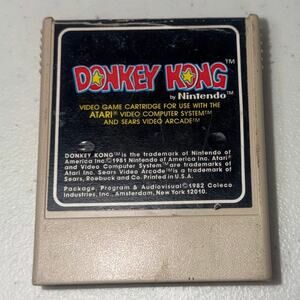 DONKEY KONG™
by Nintendo™
VIDEO GAME CARTRIDGE FOR USE WITH THE
ATARI® VIDEO COMPUTER SYSTEM™
AND SEARS VIDEO ARCADE™
DONKEY KONG™ is the trademark of Nintendo of
America Inc. ©1981 Nintendo of America Inc. Atari®
and Video Computer System™ are trademarks of
Atari Inc. Sears Video Arcade™ is a trademark of
Sears, Roebuck and Co. Printed in U.S.A.
Package, Program & Audiovisual ©1982 Coleco
Industries, Inc., Amsterdam, New York 12010.